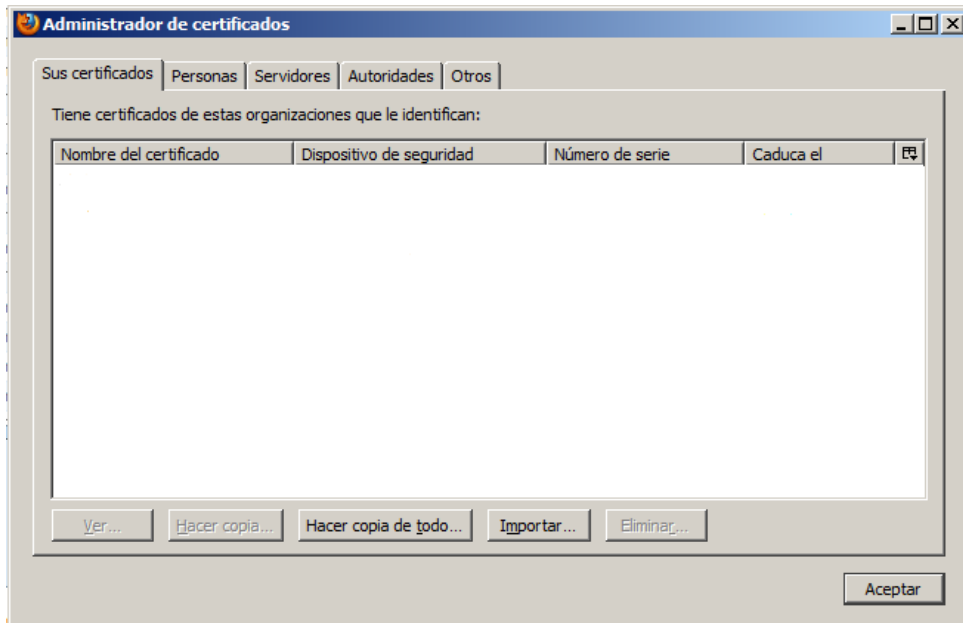 Administrador de certificados
Sus certificados Personas Servidores Autoridades Otros
Tiene certificados de estas organizaciones que le identifican:
Nombre del certificado Dispositivo de seguridad Número de serie Caduca el
Ver... Hacer copia... Hacer copia de todo... Importar... Eliminar...
Aceptar